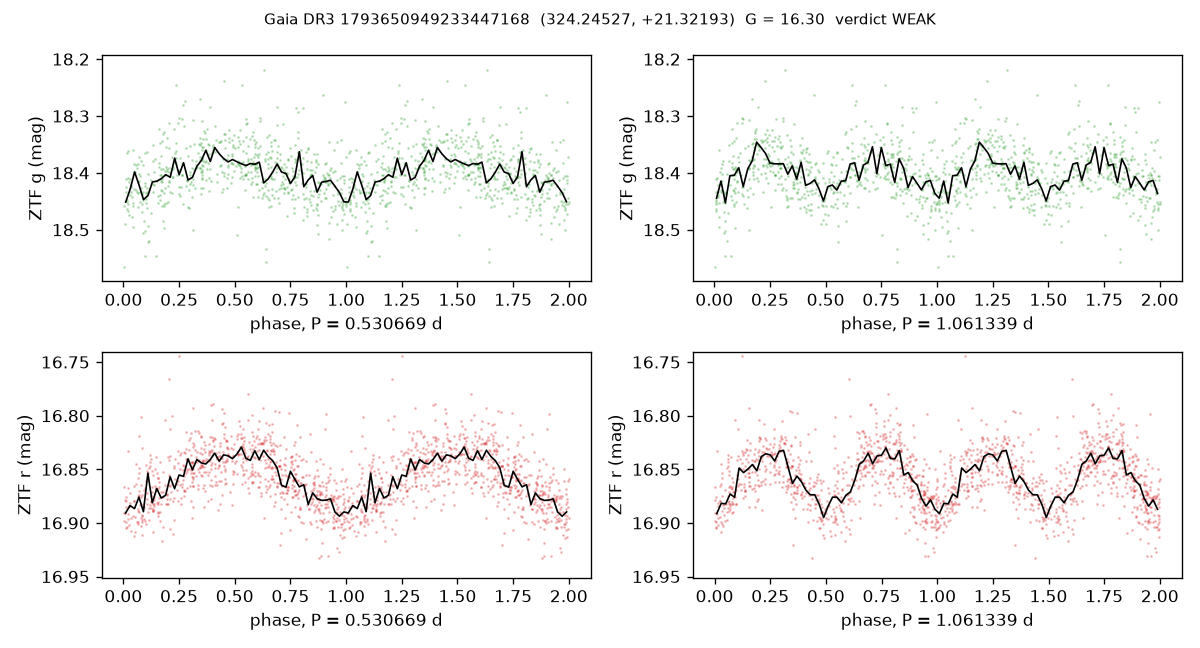 Gaia DR3 1793650949233447168  (324.24527, +21.32193)  G = 16.30  verdict WEAK
18.2
18.3
18.4
18.5
ZTF g (mag)
0.00 0.25 0.50 0.75 1.00 1.25 1.50 1.75 2.00
phase, P = 0.530669 d
18.2
18.3
18.4
18.5
ZTF g (mag)
0.00 0.25 0.50 0.75 1.00 1.25 1.50 1.75 2.00
phase, P = 1.061339 d
16.75
16.80
16.85
16.90
16.95
ZTF r (mag)
0.00 0.25 0.50 0.75 1.00 1.25 1.50 1.75 2.00
phase, P = 0.530669 d
16.75
16.80
16.85
16.90
16.95
ZTF r (mag)
0.00 0.25 0.50 0.75 1.00 1.25 1.50 1.75 2.00
phase, P = 1.061339 d